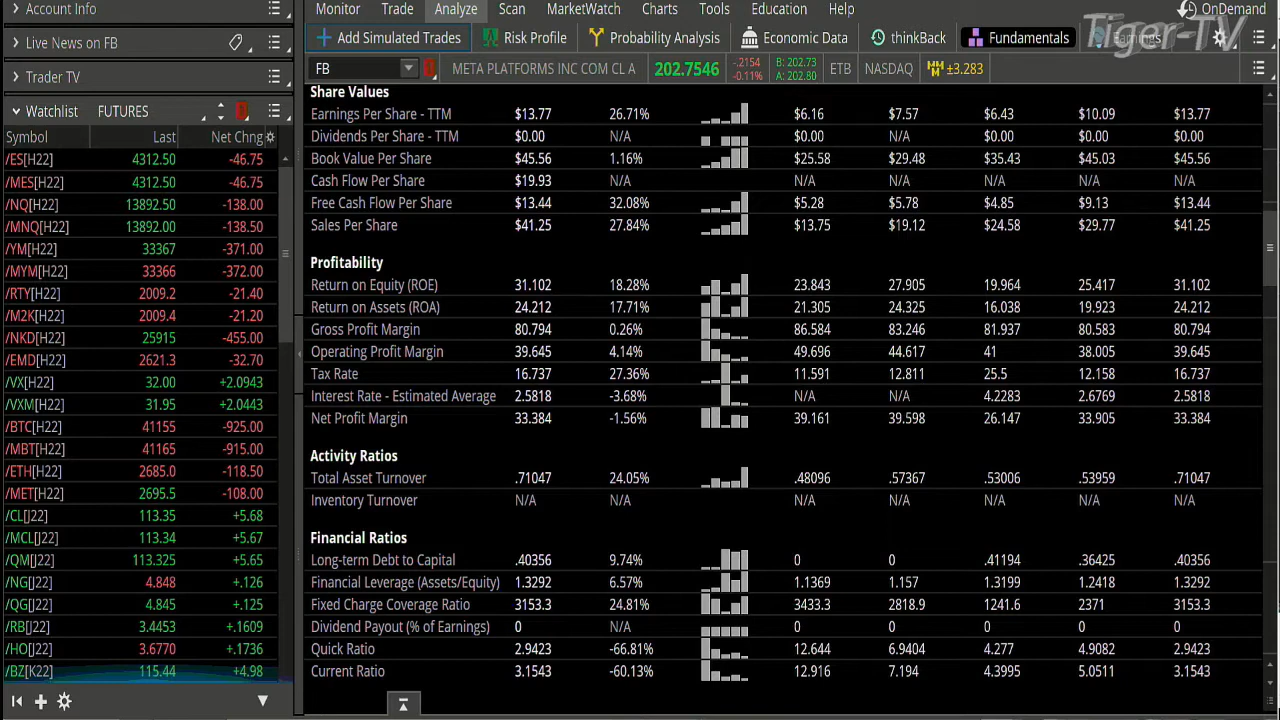 Account Info
Live News on FB
Trader TV
Watchlist FUTURES
Symbol Last Net Chng
/ES[H22] 4312.50 -46.75
/MES[H22] 4312.50 -46.75
/NQ[H22] 13892.50 -138.00
/MNQ[H22] 13892.00 -138.50
/YM[H22] 33367 -371.00
/MYM[H22] 33366 -372.00
/RTY[H22] 2009.2 -21.40
/M2K[H22] 2009.4 -21.20
/NKD[H22] 25915 -455.00
/EMD[H22] 2621.3 -32.70
/VX[H22] 32.00 +2.0943
/VXM[H22] 31.95 +2.0443
/BTC[H22] 41155 -925.00
/MBT[H22] 41165 -915.00
/ETH[H22] 2685.0 -118.50
/MET[H22] 2695.5 -108.00
/CL[J22] 113.35 +5.68
/MCL[J22] 113.34 +5.67
/QM[J22] 113.325 +5.65
/NG[J22] 4.848 +.126
/QG[J22] 4.845 +.125
/RB[J22] 3.4453 +.1609
/HO[J22] 3.6770 +.1736
/BZ[K22] 115.44 +4.98
Monitor Trade Analyze Scan MarketWatch Charts Tools Education Help OnDemand
Tiger-TV
Add Simulated Trades Risk Profile Probability Analysis Economic Data thinkBack Fundamentals Earnings
FB META PLATFORMS INC COM CL A 202.7546 -.2154 -0.11% B: 202.73 A: 202.80 ETB NASDAQ ±3.283
Share Values
Earnings Per Share - TTM $13.77 26.71% $6.16 $7.57 $6.43 $10.09 $13.77
Dividends Per Share - TTM $0.00 N/A $0.00 N/A $0.00 $0.00 $0.00
Book Value Per Share $45.56 1.16% $25.58 $29.48 $35.43 $45.03 $45.56
Cash Flow Per Share $19.93 N/A N/A N/A N/A N/A N/A
Free Cash Flow Per Share $13.44 32.08% $5.28 $5.78 $4.85 $9.13 $13.44
Sales Per Share $41.25 27.84% $13.75 $19.12 $24.58 $29.77 $41.25
Profitability
Return on Equity (ROE) 31.102 18.28% 23.843 27.905 19.964 25.417 31.102
Return on Assets (ROA) 24.212 17.71% 21.305 24.325 16.038 19.923 24.212
Gross Profit Margin 80.794 0.26% 86.584 83.246 81.937 80.583 80.794
Operating Profit Margin 39.645 4.14% 49.696 44.617 41 38.005 39.645
Tax Rate 16.737 27.36% 11.591 12.811 25.5 12.158 16.737
Interest Rate - Estimated Average 2.5818 -3.68% N/A N/A 4.2283 2.6769 2.5818
Net Profit Margin 33.384 -1.56% 39.161 39.598 26.147 33.905 33.384
Activity Ratios
Total Asset Turnover .71047 24.05% .48096 .57367 .53006 .53959 .71047
Inventory Turnover N/A N/A N/A N/A N/A N/A N/A
Financial Ratios
Long-term Debt to Capital .40356 9.74% 0 0 .41194 .36425 .40356
Financial Leverage (Assets/Equity) 1.3292 6.57% 1.1369 1.157 1.3199 1.2418 1.3292
Fixed Charge Coverage Ratio 3153.3 24.81% 3433.3 2818.9 1241.6 2371 3153.3
Dividend Payout (% of Earnings) 0 N/A 0 0 0 0 0
Quick Ratio 2.9423 -66.81% 12.644 6.9404 4.277 4.9082 2.9423
Current Ratio 3.1543 -60.13% 12.916 7.194 4.3995 5.0511 3.1543